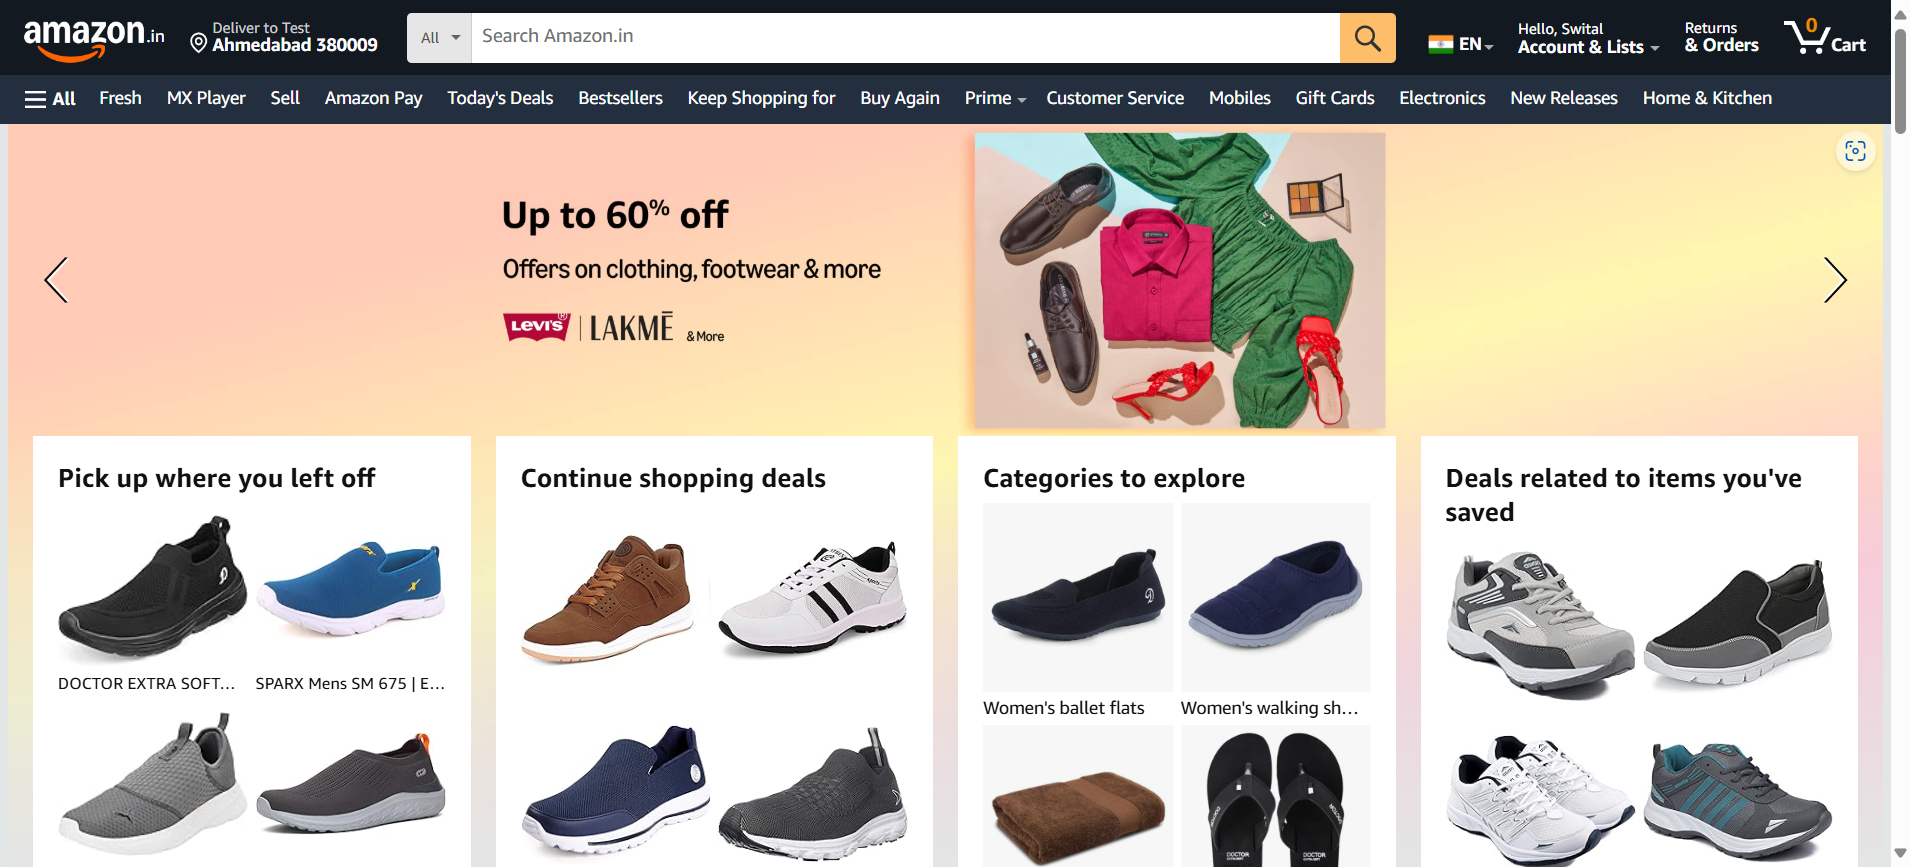 amazon.in
Deliver to Test
Ahmedabad 380009
All
Search Amazon.in
EN
Hello, Swital
Account & Lists
Returns
& Orders
0
Cart
All
Fresh
MX Player
Sell
Amazon Pay
Today's Deals
Bestsellers
Keep Shopping for
Buy Again
Prime
Customer Service
Mobiles
Gift Cards
Electronics
New Releases
Home & Kitchen
Up to 60% off
Offers on clothing, footwear & more
LEVI'S® | LAKMĒ & More
Pick up where you left off
DOCTOR EXTRA SOFT...
SPARX Mens SM 675 | E...
Continue shopping deals
Categories to explore
Women's ballet flats
Women's walking sh...
DOCTOR
DOCTOR
Deals related to items you've
saved